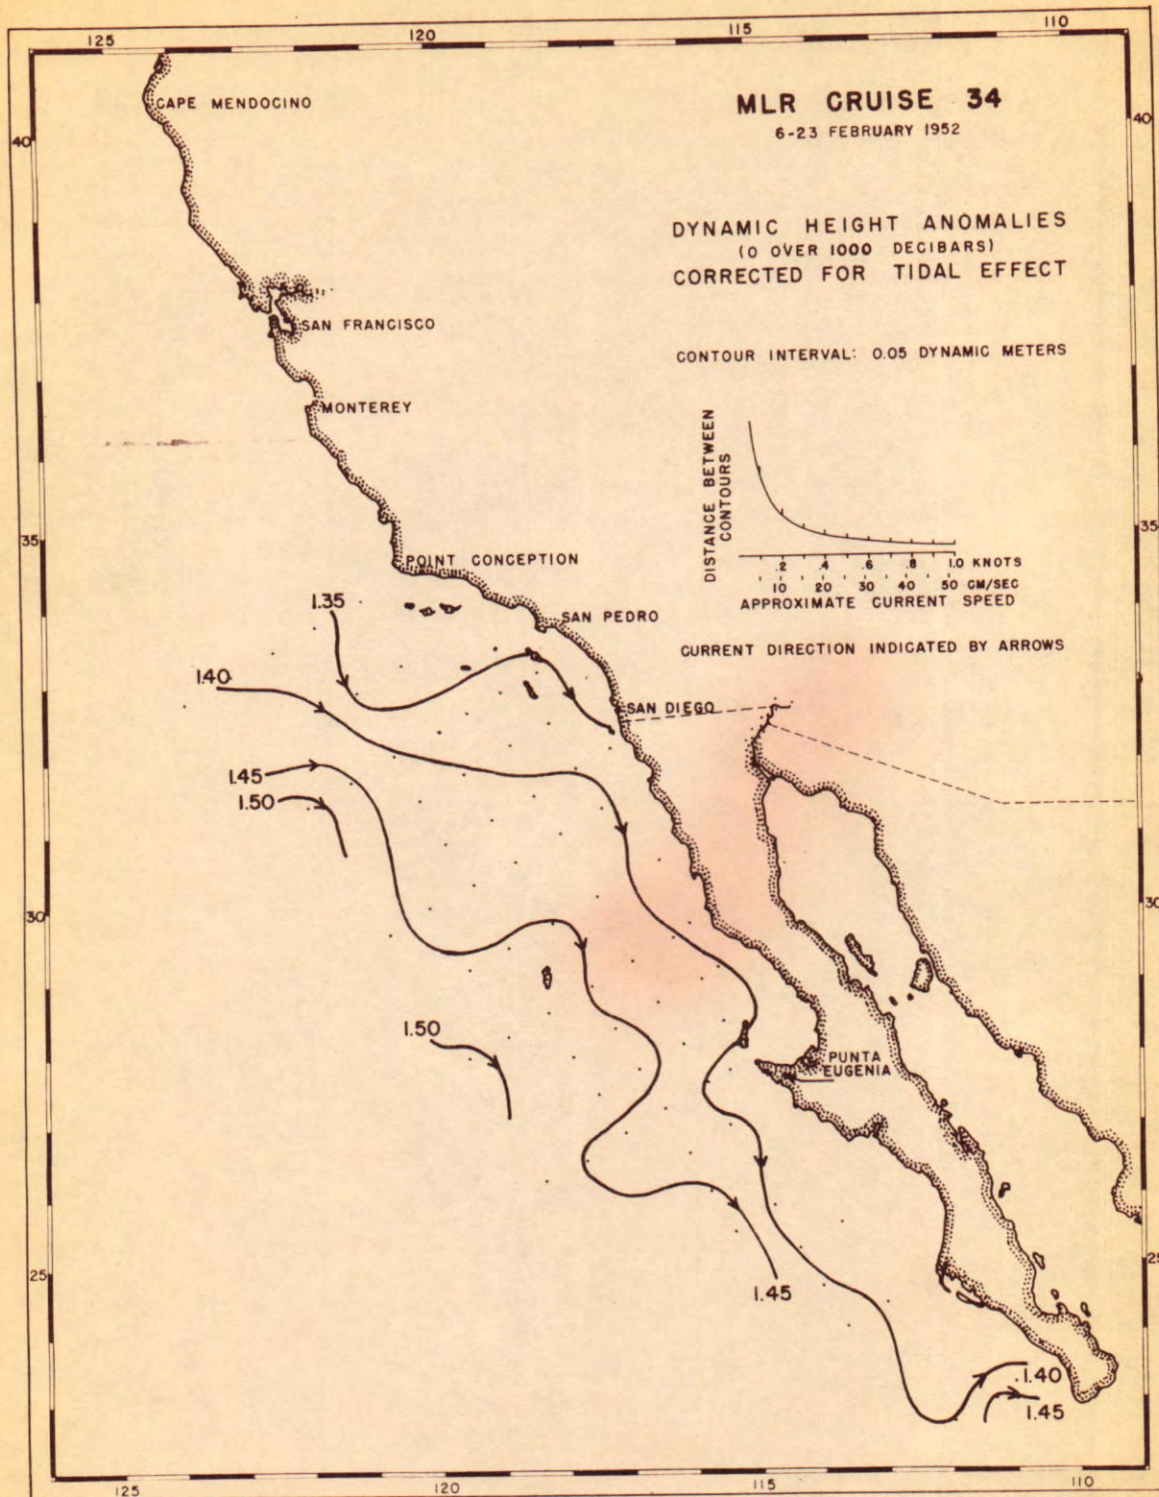 125 120 115 110
CAPE MENDOCINO
MLR CRUISE 34
6-23 FEBRUARY 1952
40 40
DYNAMIC HEIGHT ANOMALIES
(0 OVER 1000 DECIBARS)
CORRECTED FOR TIDAL EFFECT
SAN FRANCISCO
CONTOUR INTERVAL: 0.05 DYNAMIC METERS
MONTEREY
DISTANCE BETWEEN
CONTOURS
35 35
POINT CONCEPTION
.2 .4 .6 .8 1.0 KNOTS
10 20 30 40 50 CM/SEC
APPROXIMATE CURRENT SPEED
1.35
SAN PEDRO
CURRENT DIRECTION INDICATED BY ARROWS
1.40
SAN DIEGO
1.45
1.50
30 30
1.50
PUNTA
EUGENIA
25 25
1.45
1.40
1.45
125 120 115 110